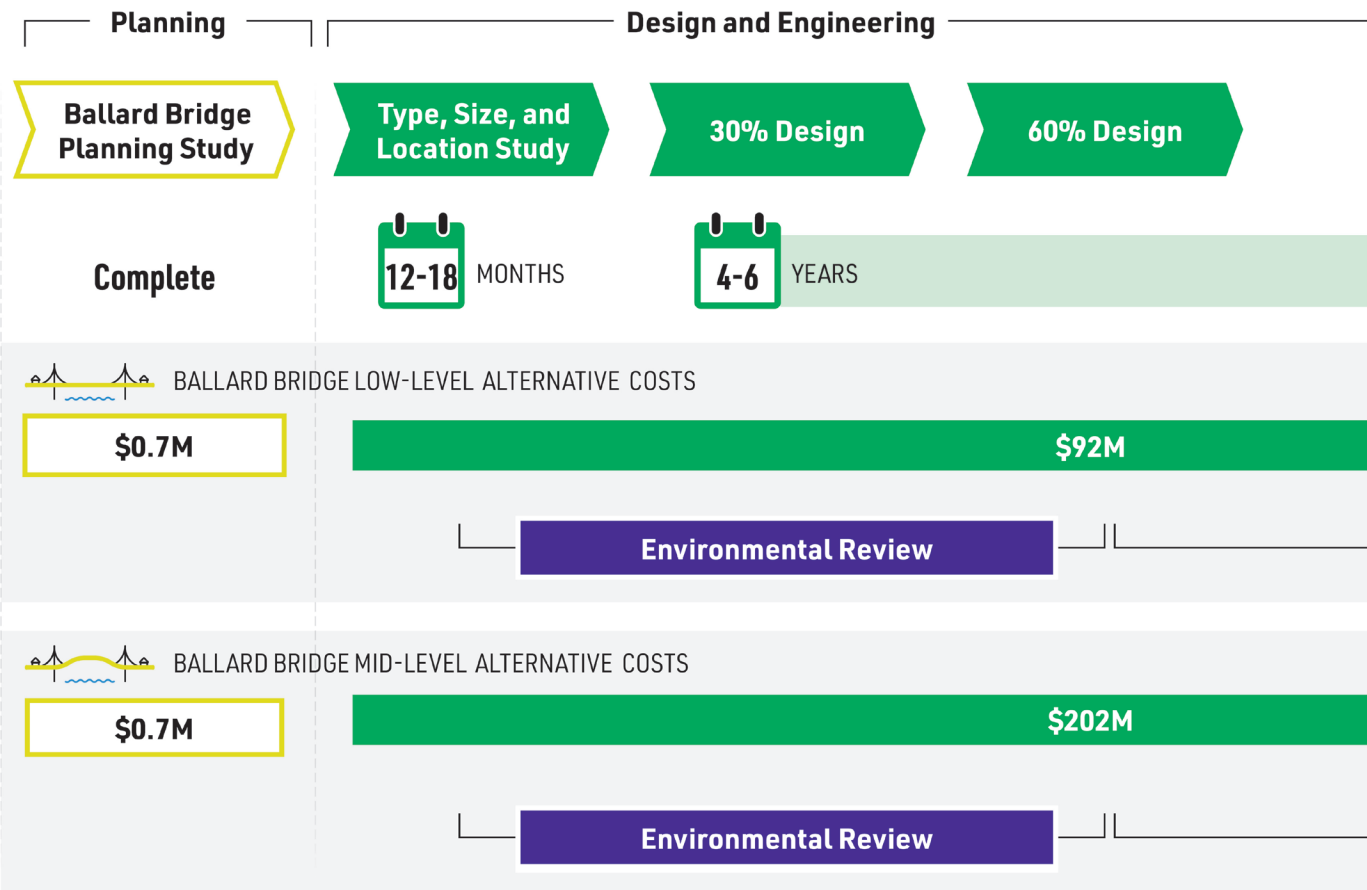 Planning
Design and Engineering
Ballard Bridge
Planning Study
Type, Size, and
Location Study
30% Design
60% Design
Complete
12-18 MONTHS
4-6 YEARS
BALLARD BRIDGE LOW-LEVEL ALTERNATIVE COSTS
$0.7M
$92M
Environmental Review
BALLARD BRIDGE MID-LEVEL ALTERNATIVE COSTS
$0.7M
$202M
Environmental Review